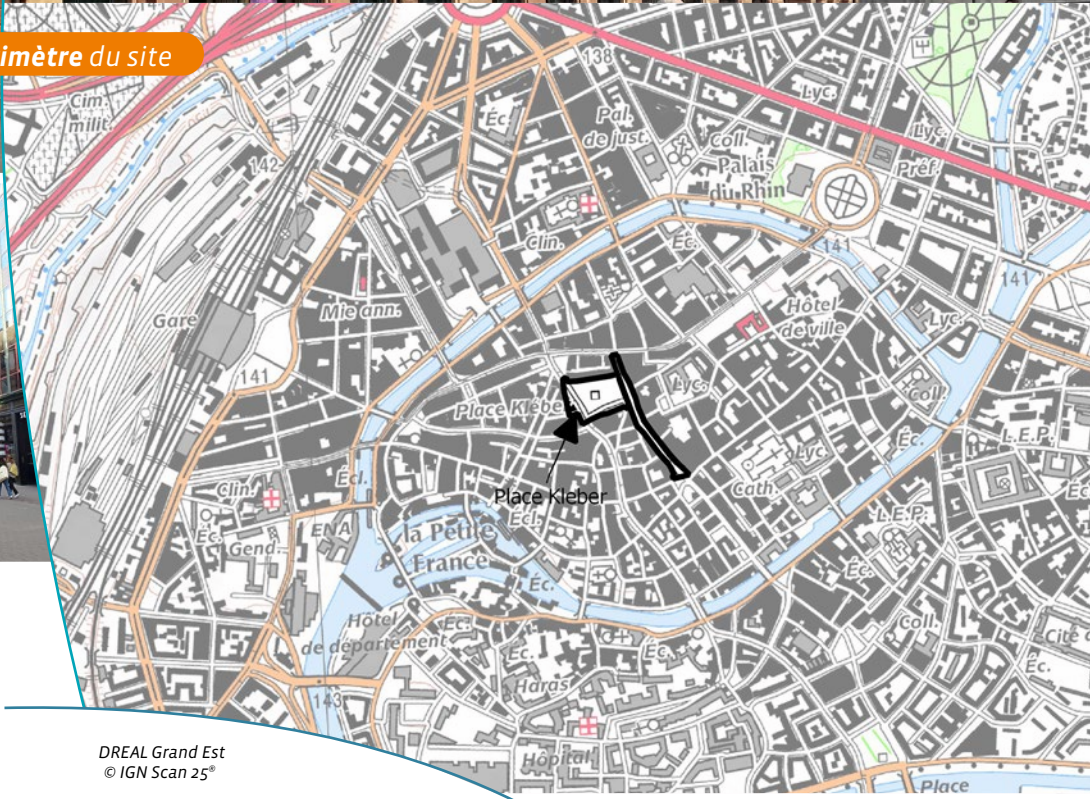 imètre du site
141
138
Cim.
milit.
Lyc.
Éc.
Pal.
de just.
Coll.
Lyc.
142
Palais
du Rhin
Préf.
Clin.
Éc.
141
141
Gare
Mie ann.
Hôtel
de ville
Lyc.
141
Lyc.
Place Klébe
Coll.
Éc.
L.E.P.
Place Kleber
Cath.
Lyc.
Clin.
Écl.
Écl.
L.E.P.
Éc.
ENA
la Petite
France
Gend.
Éc.
Éc.
Hôtel
de département
Éc.
Éc.
Éc.
Coll.
Cité
Éc.
Haras
143
Hôpital
Place
DREAL Grand Est
© IGN Scan 25®